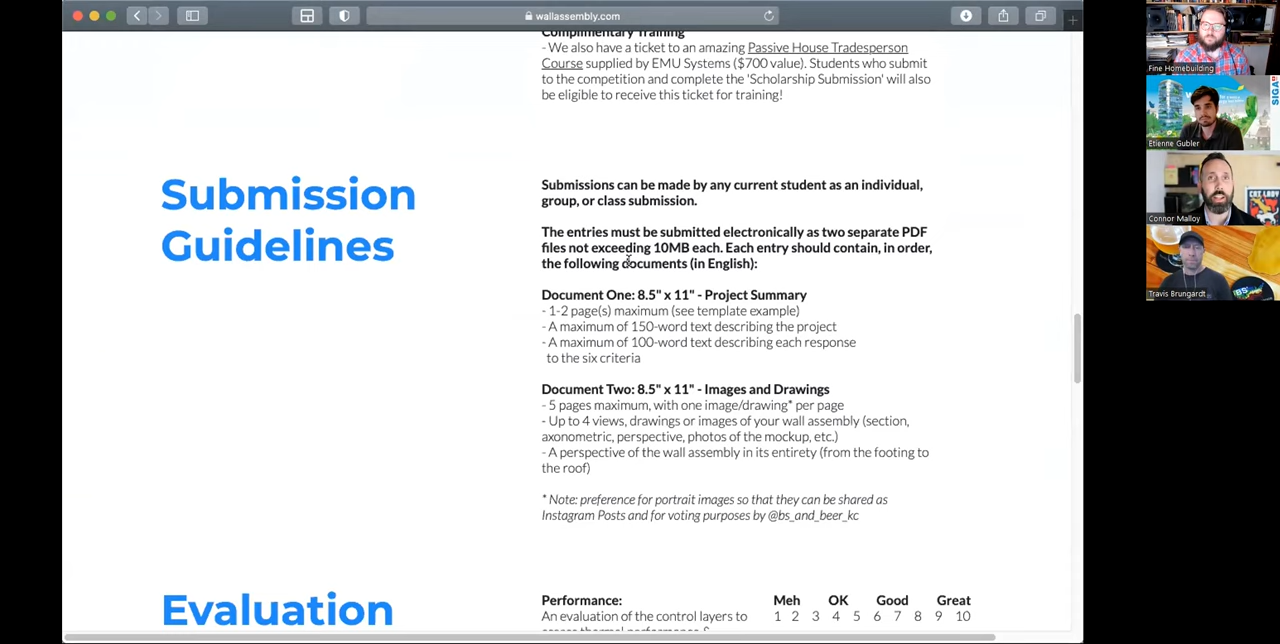 wallassembly.com
Complimentary Training
- We also have a ticket to an amazing Passive House Tradesperson
Course supplied by EMU Systems ($700 value). Students who submit
to the competition and complete the 'Scholarship Submission' will also
be eligible to receive this ticket for training!
Submission
Guidelines
Submissions can be made by any current student as an individual,
group, or class submission.
The entries must be submitted electronically as two separate PDF
files not exceeding 10MB each. Each entry should contain, in order,
the following documents (in English):
Document One: 8.5" x 11" - Project Summary
- 1-2 page(s) maximum (see template example)
- A maximum of 150-word text describing the project
- A maximum of 100-word text describing each response
to the six criteria
Document Two: 8.5" x 11" - Images and Drawings
- 5 pages maximum, with one image/drawing* per page
- Up to 4 views, drawings or images of your wall assembly (section,
axonometric, perspective, photos of the mockup, etc.)
- A perspective of the wall assembly in its entirety (from the footing to
the roof)
* Note: preference for portrait images so that they can be shared as
Instagram Posts and for voting purposes by @bs_and_beer_kc
Evaluation
Performance:
An evaluation of the control layers to
Meh OK Good Great
1 2 3 4 5 6 7 8 9 10
Fine Homebuilding
SIGA
Etienne Gubler
CAT LADY
Connor Malloy
BS
Travis Brungardt